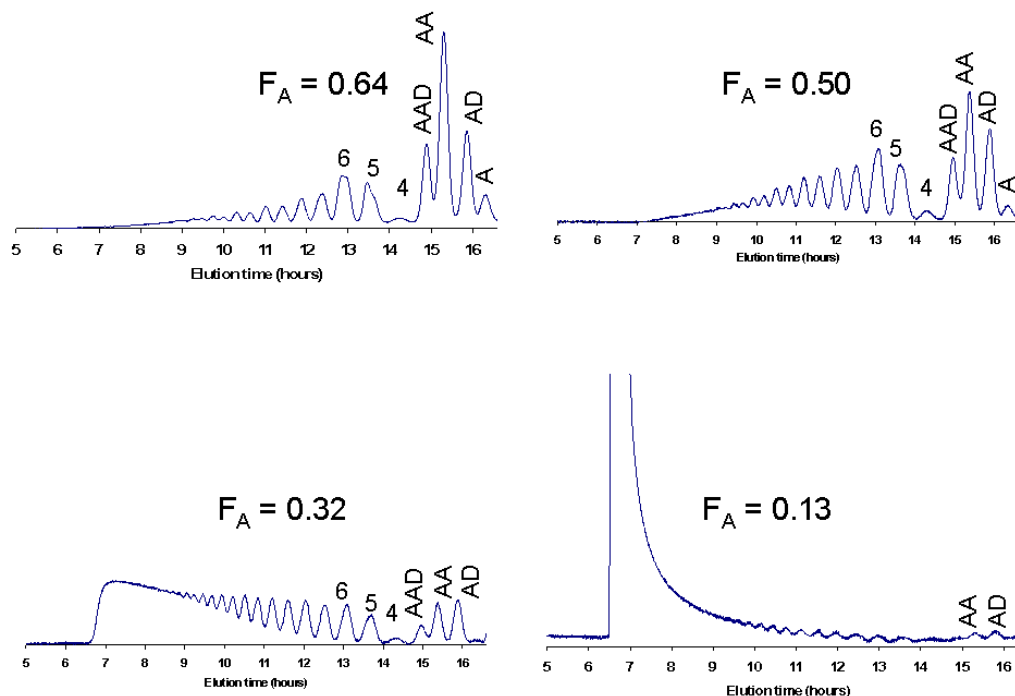 F_A = 0.64
AAD
AA
AD
A
6
5
4
5 6 7 8 9 10 11 12 13 14 15 16
Elution time (hours)
F_A = 0.50
AAD
AA
AD
A
6
5
4
5 6 7 8 9 10 11 12 13 14 15 16
Elution time (hours)
F_A = 0.32
AAD
AA
AD
6
5
4
5 6 7 8 9 10 11 12 13 14 15 16
Elution time (hours)
F_A = 0.13
AA
AD
5 6 7 8 9 10 11 12 13 14 15 16
Elution time (hours)